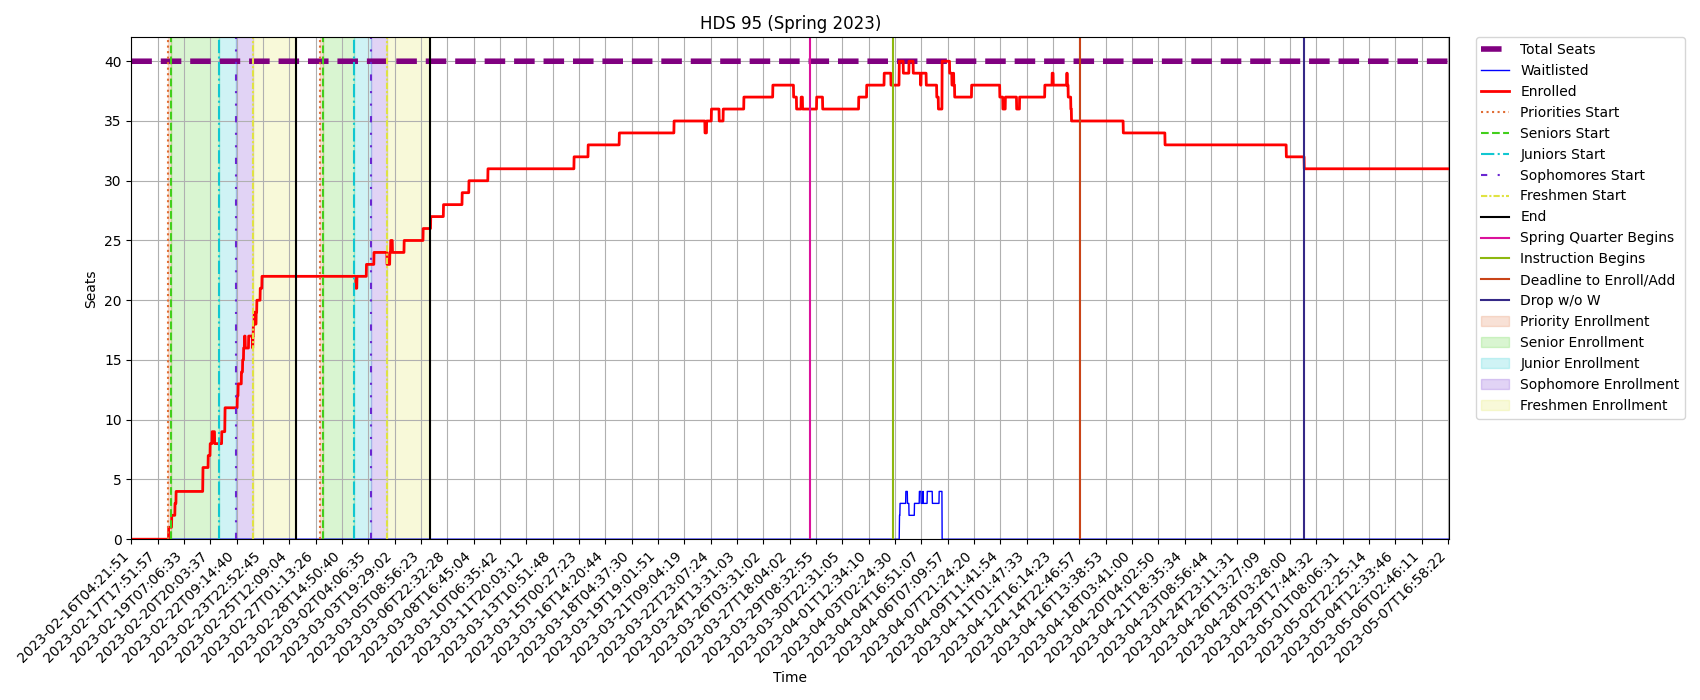 HDS 95 (Spring 2023)
Seats
40
35
30
25
20
15
10
5
0
2023-02-16T04:21:51
2023-02-17T17:51:57
2023-02-19T07:06:33
2023-02-20T20:03:37
2023-02-22T09:14:40
2023-02-23T22:52:45
2023-02-25T12:09:04
2023-02-27T01:13:26
2023-02-28T14:50:40
2023-03-02T04:06:35
2023-03-03T19:29:02
2023-03-05T08:56:23
2023-03-06T22:32:28
2023-03-08T16:45:04
2023-03-10T06:35:42
2023-03-11T20:03:12
2023-03-13T10:51:48
2023-03-15T00:27:23
2023-03-16T14:20:44
2023-03-18T04:37:30
2023-03-19T19:01:51
2023-03-21T09:04:19
2023-03-22T23:07:24
2023-03-24T13:31:03
2023-03-26T03:31:02
2023-03-27T18:04:02
2023-03-29T08:32:55
2023-03-30T22:31:05
2023-04-01T12:34:10
2023-04-03T02:24:30
2023-04-04T16:51:07
2023-04-06T07:09:57
2023-04-07T21:24:20
2023-04-09T11:41:54
2023-04-11T01:47:33
2023-04-12T16:14:23
2023-04-14T22:46:57
2023-04-16T13:38:53
2023-04-18T03:41:00
2023-04-20T04:02:50
2023-04-21T18:35:34
2023-04-23T08:56:44
2023-04-24T23:11:31
2023-04-26T13:27:09
2023-04-28T03:28:00
2023-04-29T17:44:32
2023-05-01T08:06:31
2023-05-02T22:25:14
2023-05-04T12:33:46
2023-05-06T02:46:11
2023-05-07T16:58:22
Time
Total Seats
Waitlisted
Enrolled
Priorities Start
Seniors Start
Juniors Start
Sophomores Start
Freshmen Start
End
Spring Quarter Begins
Instruction Begins
Deadline to Enroll/Add
Drop w/o W
Priority Enrollment
Senior Enrollment
Junior Enrollment
Sophomore Enrollment
Freshmen Enrollment